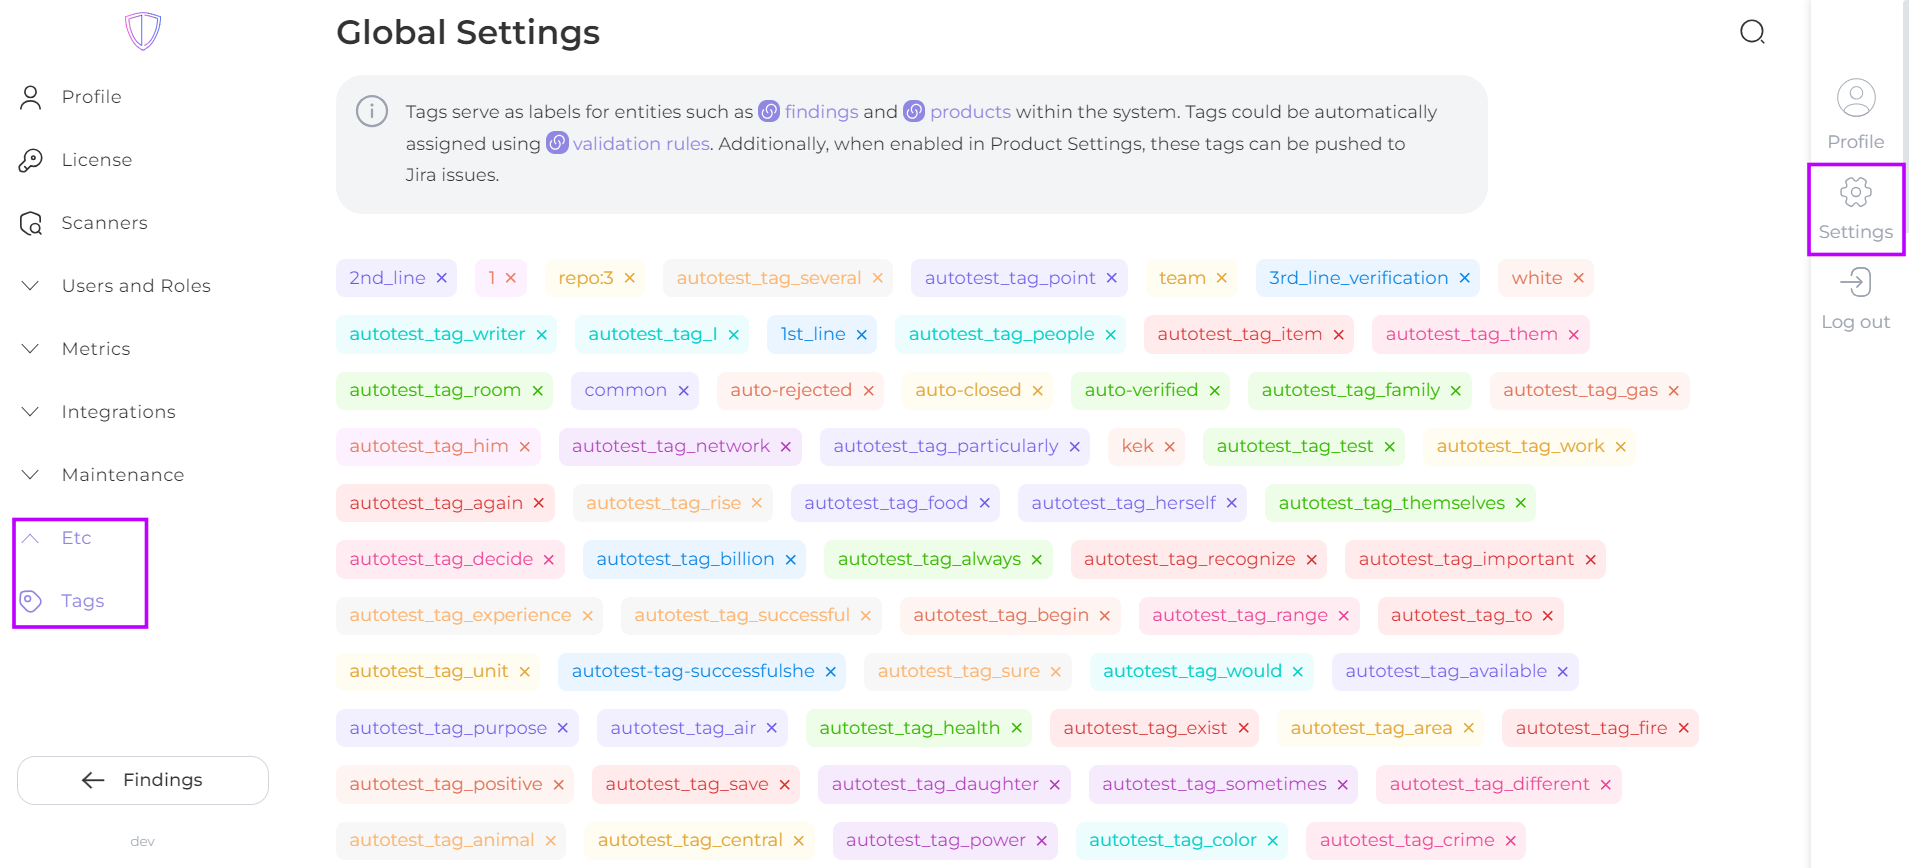 Global Settings
Profile
License
Scanners
Users and Roles
Metrics
Integrations
Maintenance
Etc
Tags
Findings
dev
Tags serve as labels for entities such as findings and products within the system. Tags could be automatically
assigned using validation rules. Additionally, when enabled in Product Settings, these tags can be pushed to
Jira issues.
2nd_line × 1 × repo:3 × autotest_tag_several × autotest_tag_point × team × 3rd_line_verification × white ×
autotest_tag_writer × autotest_tag_I × 1st_line × autotest_tag_people × autotest_tag_item × autotest_tag_them ×
autotest_tag_room × common × auto-rejected × auto-closed × auto-verified × autotest_tag_family × autotest_tag_gas ×
autotest_tag_him × autotest_tag_network × autotest_tag_particularly × kek × autotest_tag_test × autotest_tag_work ×
autotest_tag_again × autotest_tag_rise × autotest_tag_food × autotest_tag_herself × autotest_tag_themselves ×
autotest_tag_decide × autotest_tag_billion × autotest_tag_always × autotest_tag_recognize × autotest_tag_important ×
autotest_tag_experience × autotest_tag_successful × autotest_tag_begin × autotest_tag_range × autotest_tag_to ×
autotest_tag_unit × autotest-tag-successfulshe × autotest_tag_sure × autotest_tag_would × autotest_tag_available ×
autotest_tag_purpose × autotest_tag_air × autotest_tag_health × autotest_tag_exist × autotest_tag_area × autotest_tag_fire ×
autotest_tag_positive × autotest_tag_save × autotest_tag_daughter × autotest_tag_sometimes × autotest_tag_different ×
autotest_tag_animal × autotest_tag_central × autotest_tag_power × autotest_tag_color × autotest_tag_crime ×
Profile
Settings
Log out